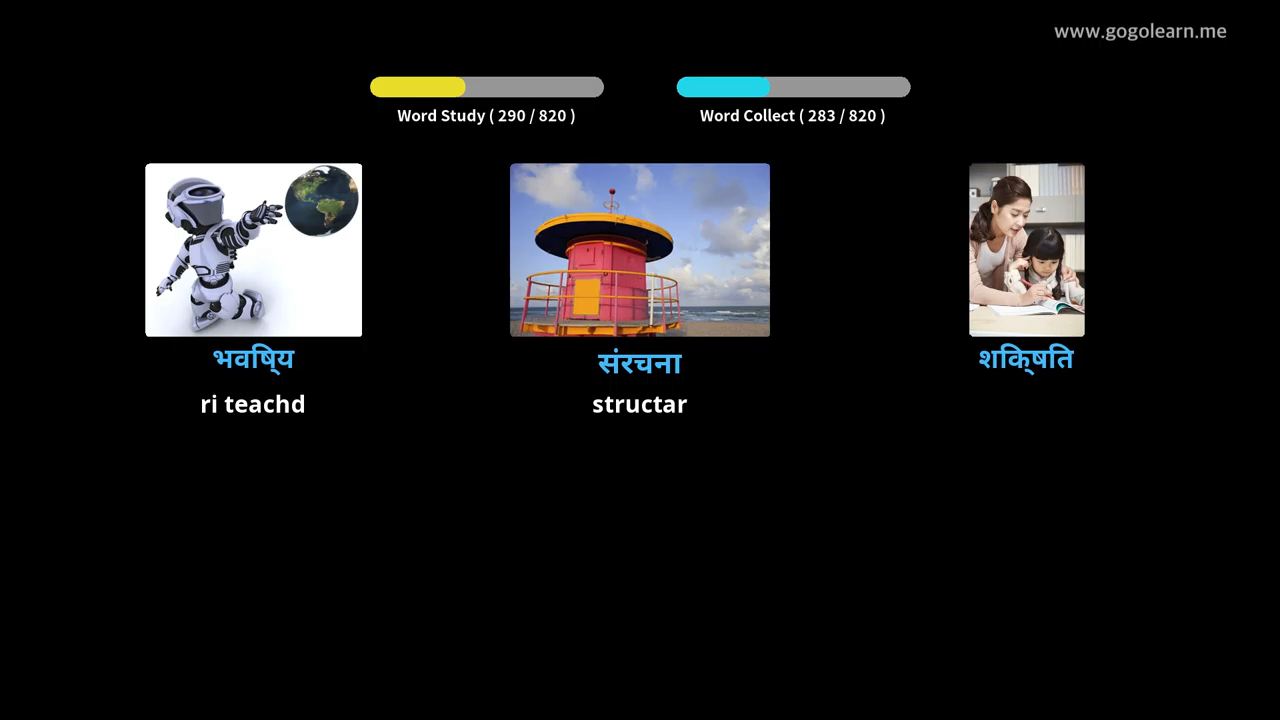 www.gogolearn.me
Word Study ( 290 / 820 )
Word Collect ( 283 / 820 )
भवषि्य
संरचना
शकि्षति
ri teachd
structar